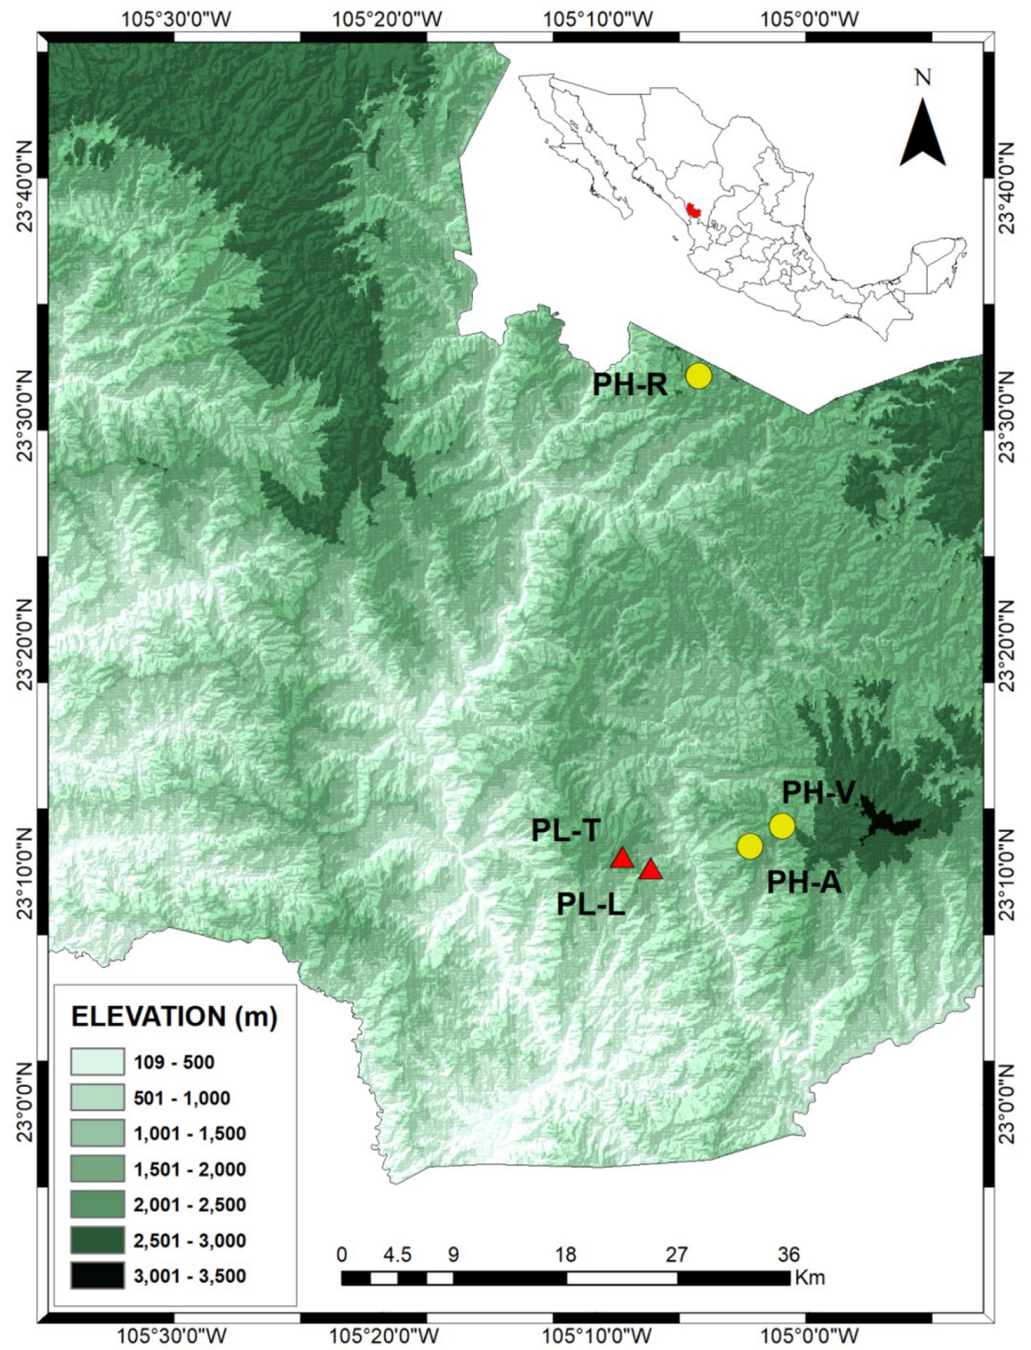 105°30'0"W 105°20'0"W 105°10'0"W 105°0'0"W
N
23°40'0"N 23°40'0"N
PH-R
23°30'0"N 23°30'0"N
23°20'0"N 23°20'0"N
PH-V
PL-T
23°10'0"N 23°10'0"N
PH-A
PL-L
ELEVATION (m)
109 - 500
501 - 1,000
1,001 - 1,500
1,501 - 2,000
2,001 - 2,500
2,501 - 3,000
3,001 - 3,500
23°0'0"N 23°0'0"N
0 4.5 9 18 27 36
Km
105°30'0"W 105°20'0"W 105°10'0"W 105°0'0"W